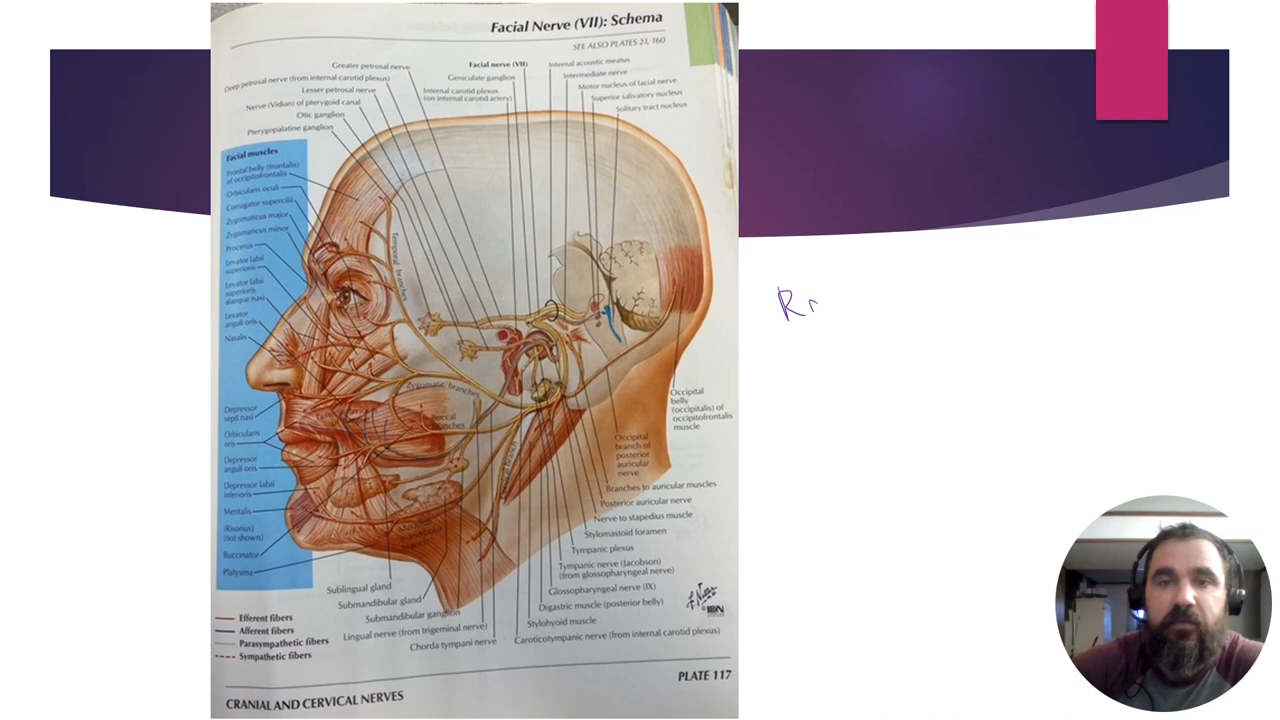 Facial Nerve (VII): Schema
SEE ALSO PLATES 21, 160
Greater petrosal nerve
Deep petrosal nerve (from internal carotid plexus)
Lesser petrosal nerve
Nerve (Vidian) of pterygoid canal
Otic ganglion
Pterygopalatine ganglion
Facial nerve (VII)
Geniculate ganglion
Internal carotid plexus
(on internal carotid artery)
Internal acoustic meatus
Intermediate nerve
Motor nucleus of facial nerve
Superior salivatory nucleus
Solitary tract nucleus
Facial muscles
Frontal belly (frontalis)
of occipitofrontalis
Orbicularis oculi
Corrugator supercilii
Zygomaticus major
Zygomaticus minor
Procerus
Levator labii
superioris
Levator labii
superioris
alaeque nasi
Levator
anguli oris
Nasalis
Depressor
septi nasi
Orbicularis
oris
Depressor
anguli oris
Depressor labii
inferioris
Mentalis
(Risorius)
(not shown)
Buccinator
Platysma
Temporal branches
Zygomatic branches
Buccal
branches
Rr
Occipital
belly
(occipitalis) of
occipitofrontalis
muscle
Occipital
branch of
posterior
auricular
nerve
Branches to auricular muscles
Posterior auricular nerve
Nerve to stapedius muscle
Stylomastoid foramen
Tympanic plexus
Tympanic nerve (Jacobson)
(from glossopharyngeal nerve)
Glossopharyngeal nerve (IX)
Digastric muscle (posterior belly)
Stylohyoid muscle
Caroticotympanic nerve (from internal carotid plexus)
Sublingual gland
Submandibular gland
Submandibular ganglion
Lingual nerve (from trigeminal nerve)
Chorda tympani nerve
Efferent fibers
Afferent fibers
Parasympathetic fibers
Sympathetic fibers
PLATE 117
CRANIAL AND CERVICAL NERVES